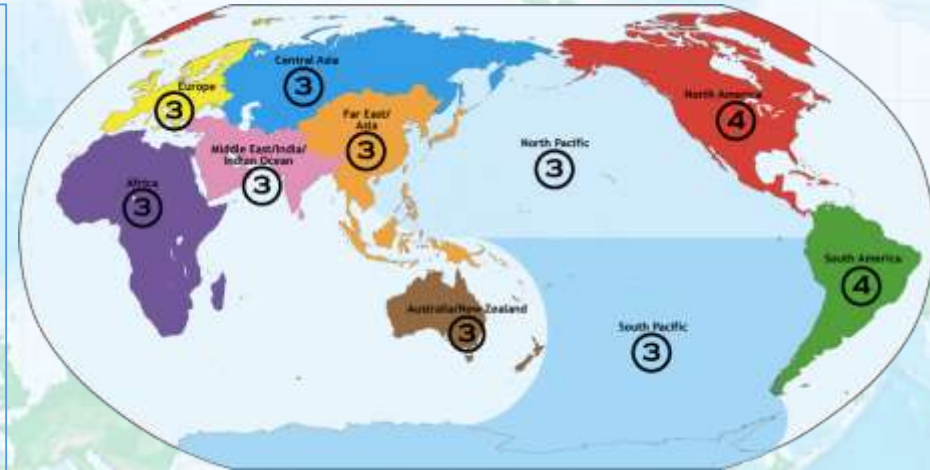 Central Asia
3
Europe
3
Far East/
Asia
3
North America
4
Middle East/India/
Indian Ocean
3
North Pacific
3
Africa
3
South America
4
Australia/New Zealand
3
South Pacific
3